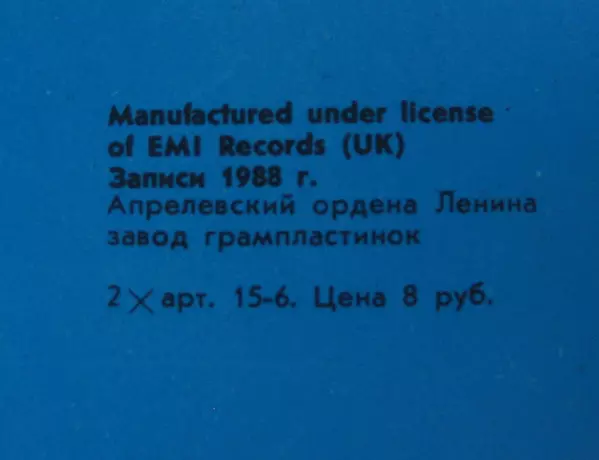 Manufactured under license
of EMI Records (UK)
Записи 1988 г.
Апрелевский ордена Ленина
завод грампластинок
2 × арт. 15-6. Цена 8 руб.